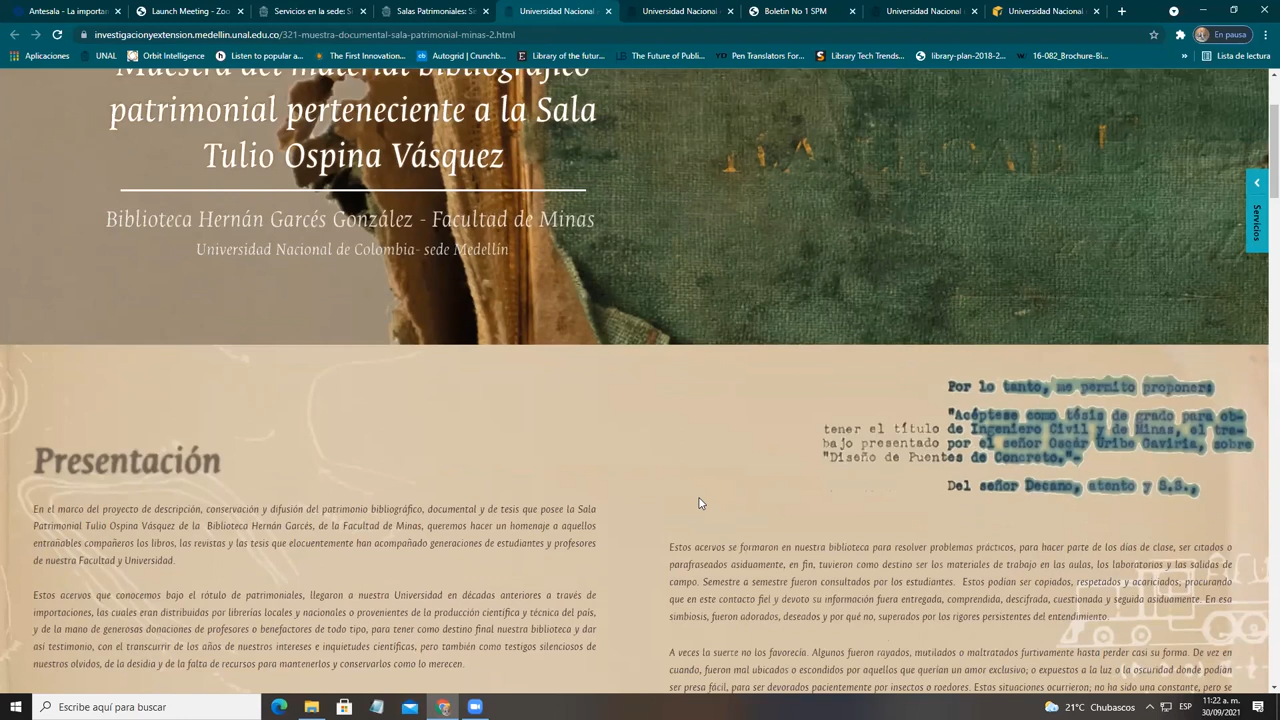 Antesala - La importan
Launch Meeting - Zoo
Servicios en la sede: Si
Salas Patrimoniales: Si
Universidad Nacional
Universidad Nacional
Boletin No 1 SPM
Universidad Nacional
Universidad Nacional
investigacionyextension.medellin.unal.edu.co/321-muestra-documental-sala-patrimonial-minas-2.html
En pausa
Aplicaciones
UNAL
Orbit Intelligence
Listen to popular a...
The First Innovation...
Autogrid | Crunchb...
Library of the futur...
The Future of Publi...
Pen Translators For...
Library Tech Trends...
library-plan-2018-2...
16-082_Brochure-Bi...
»
Lista de lectura
Muestra del material bibliográfico
patrimonial perteneciente a la Sala
Tulio Ospina Vásquez
Biblioteca Hernán Garcés González - Facultad de Minas
Universidad Nacional de Colombia- sede Medellín
Servicios
Por lo tanto, me permito proponer:
"Acéptese como tésis de grado para ob-
tener el título de Ingeniero Civil y de Minas, el tra-
bajo presentado por el señor Oscar Uribe Gaviria, sobre
"Diseño de Puentes de Concreto."-
Del señor Decano, atento y S.S.,
Presentación
En el marco del proyecto de descripción, conservación y difusión del patrimonio bibliográfico, documental y de tesis que posee la Sala
Patrimonial Tulio Ospina Vásquez de la Biblioteca Hernán Garcés, de la Facultad de Minas, queremos hacer un homenaje a aquellos
entrañables compañeros los libros, las revistas y las tesis que elocuentemente han acompañado generaciones de estudiantes y profesores
de nuestra Facultad y Universidad.
Estos acervos que conocemos bajo el rótulo de patrimoniales, llegaron a nuestra Universidad en décadas anteriores a través de
importaciones, las cuales eran distribuidas por librerías locales y nacionales o provenientes de la producción científica y técnica del país,
y de la mano de generosas donaciones de profesores o benefactores de todo tipo, para tener como destino final nuestra biblioteca y dar
así testimonio, con el transcurrir de los años de nuestros intereses e inquietudes científicas, pero también como testigos silenciosos de
nuestros olvidos, de la desidia y de la falta de recursos para mantenerlos y conservarlos como lo merecen.
Estos acervos se formaron en nuestra biblioteca para resolver problemas prácticos, para hacer parte de los días de clase, ser citados o
parafraseados asiduamente, en fin, tuvieron como destino ser los materiales de trabajo en las aulas, los laboratorios y las salidas de
campo. Semestre a semestre fueron consultados por los estudiantes. Estos podían ser copiados, respetados y acariciados, procurando
que en este contacto fiel y devoto su información fuera entregada, comprendida, descifrada, cuestionada y seguida asiduamente. En esa
simbiosis, fueron adorados, deseados y por qué no, superados por los rigores persistentes del entendimiento.
A veces la suerte no los favorecía. Algunos fueron rayados, mutilados o maltratados furtivamente hasta perder casi su forma. De vez en
cuando, fueron mal ubicados o escondidos por aquellos que querían un amor exclusivo; o expuestos a la luz o la oscuridad donde podían
ser presa fácil, para ser devorados pacientemente por insectos o roedores. Estas situaciones ocurrieron; no ha sido una constante, pero se
Escribe aquí para buscar
21°C Chubascos
ESP
11:22 a. m.
30/09/2021